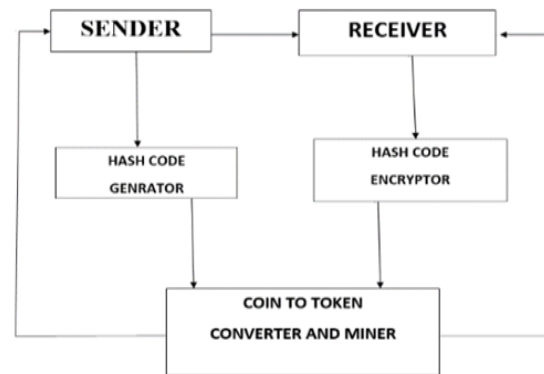 SENDER
RECEIVER
HASH CODE
GENRATOR
HASH CODE
ENCRYPTOR
COIN TO TOKEN
CONVERTER AND MINER